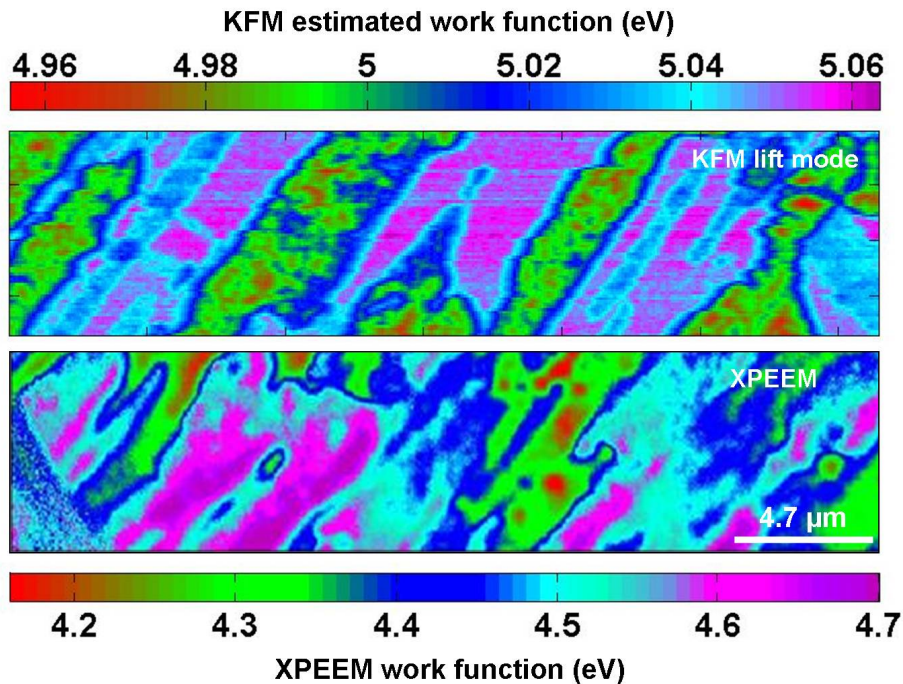 KFM estimated work function (eV)
4.96 4.98 5 5.02 5.04 5.06
KFM lift mode
XPEEM
4.7 µm
4.2 4.3 4.4 4.5 4.6 4.7
XPEEM work function (eV)